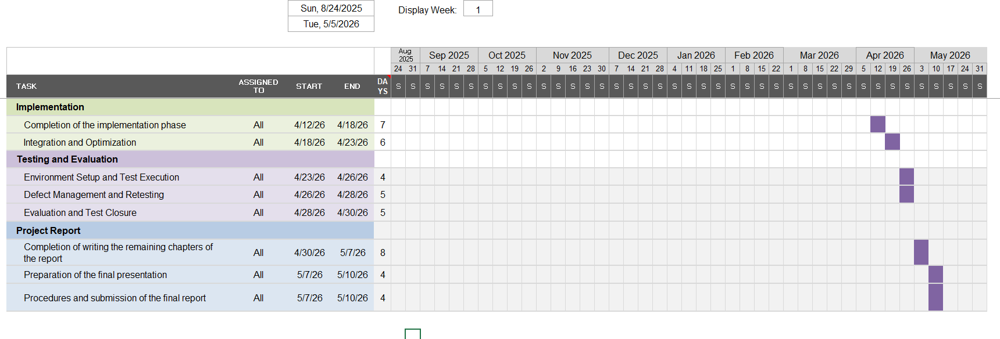 Sun, 8/24/2025 Display Week: 1
Tue, 5/5/2026
Aug 2025 Sep 2025 Oct 2025 Nov 2025 Dec 2025 Jan 2026 Feb 2026 Mar 2026 Apr 2026 May 2026
24 31 7 14 21 28 5 12 19 26 2 9 16 23 30 7 14 21 28 4 11 18 25 1 8 15 22 1 8 15 22 29 5 12 19 26 3 10 17 24 31
TASK ASSIGNED TO START END DAYS S S S S S S S S S S S S S S S S S S S S S S S S S S S S S S S S S S S S S S S S S
Implementation
Completion of the implementation phase All 4/12/26 4/18/26 7
Integration and Optimization All 4/18/26 4/23/26 6
Testing and Evaluation
Environment Setup and Test Execution All 4/23/26 4/26/26 4
Defect Management and Retesting All 4/26/26 4/28/26 5
Evaluation and Test Closure All 4/28/26 4/30/26 5
Project Report
Completion of writing the remaining chapters of
the report All 4/30/26 5/7/26 8
Preparation of the final presentation All 5/7/26 5/10/26 4
Procedures and submission of the final report All 5/7/26 5/10/26 4